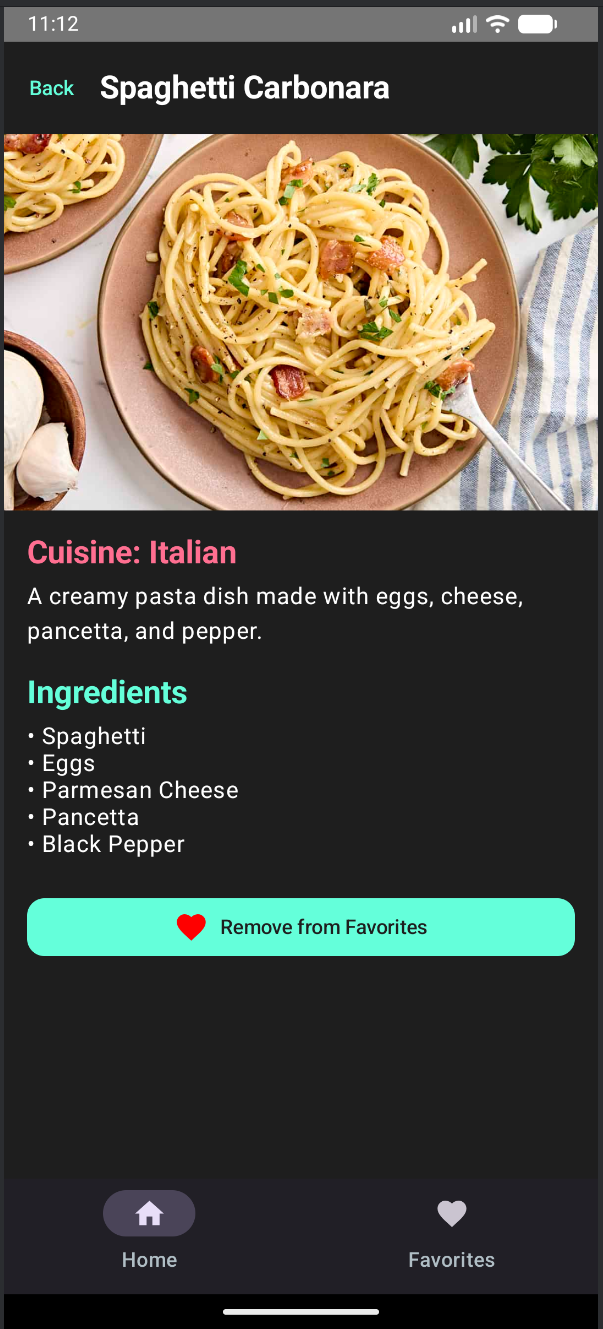 11:12
Back Spaghetti Carbonara
Cuisine: Italian
A creamy pasta dish made with eggs, cheese,
pancetta, and pepper.
Ingredients
• Spaghetti
• Eggs
• Parmesan Cheese
• Pancetta
• Black Pepper
Remove from Favorites
Home Favorites